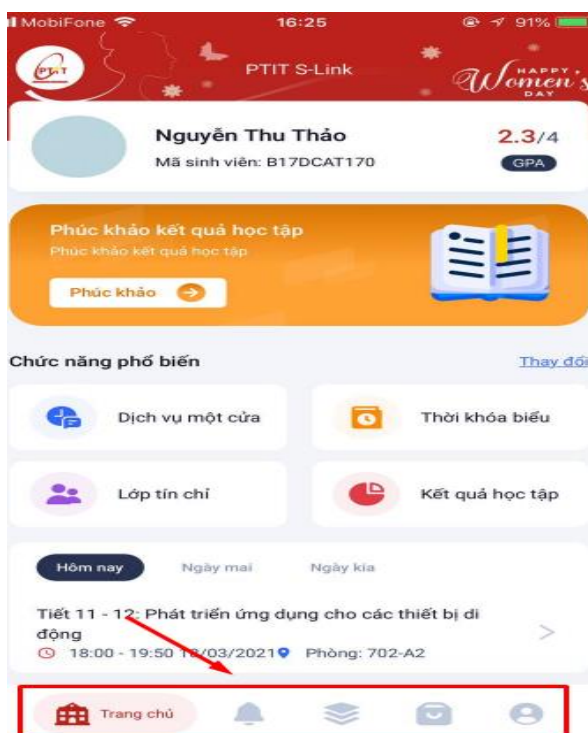 MobiFone 16:25 91%
PTIT
PTIT S-Link
HAPPY
Women's
DAY
Nguyễn Thu Thảo
2.3/4
Mã sinh viên: B17DCAT170
GPA
Phúc khảo kết quả học tập
Phúc khảo kết quả học tập
Phúc khảo
Chức năng phổ biến
Thay đổi
Dịch vụ một cửa
Thời khóa biểu
Lớp tín chỉ
Kết quả học tập
Hôm nay
Ngày mai
Ngày kia
Tiết 11 - 12: Phát triển ứng dụng cho các thiết bị di
động
18:00 - 19:50 18/03/2021 Phòng: 702-A2
Trang chủ